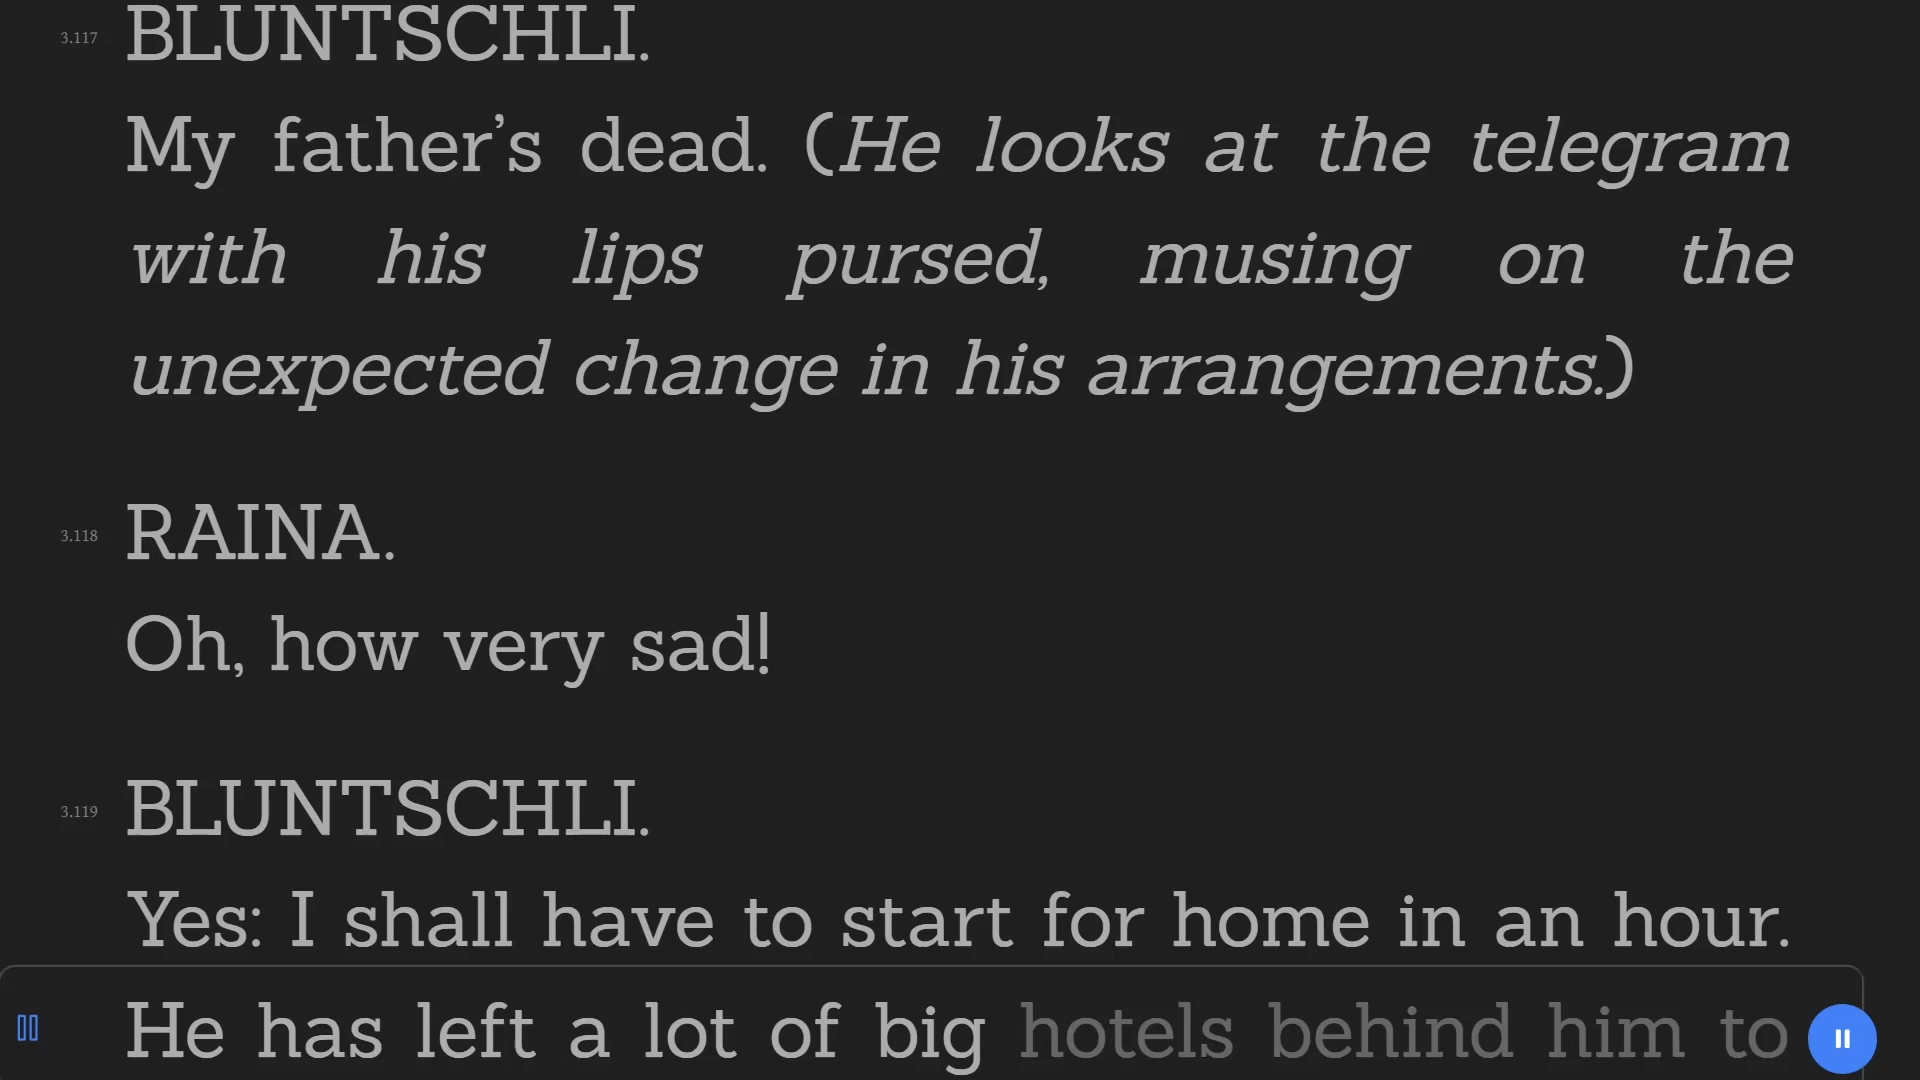 3.117 BLUNTSCHLI.
My father’s dead. (He looks at the telegram
with his lips pursed, musing on the
unexpected change in his arrangements.)
3.118 RAINA.
Oh, how very sad!
3.119 BLUNTSCHLI.
Yes: I shall have to start for home in an hour.
He has left a lot of big hotels behind him to